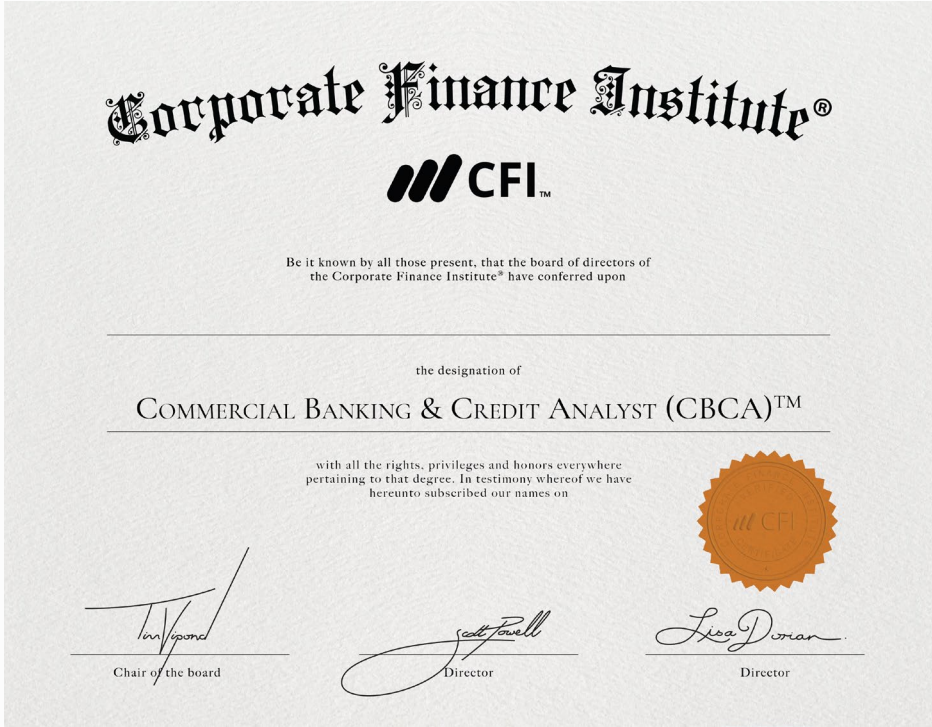 Corporate Finance Institute®
CFI™
Be it known by all those present, that the board of directors of
the Corporate Finance Institute® have conferred upon
the designation of
Commercial Banking & Credit Analyst (CBCA)™
with all the rights, privileges and honors everywhere
pertaining to that degree. In testimony whereof we have
hereunto subscribed our names on
CFI
Tim Vipond
Scott Powell
Lisa Dorian
Chair of the board
Director
Director